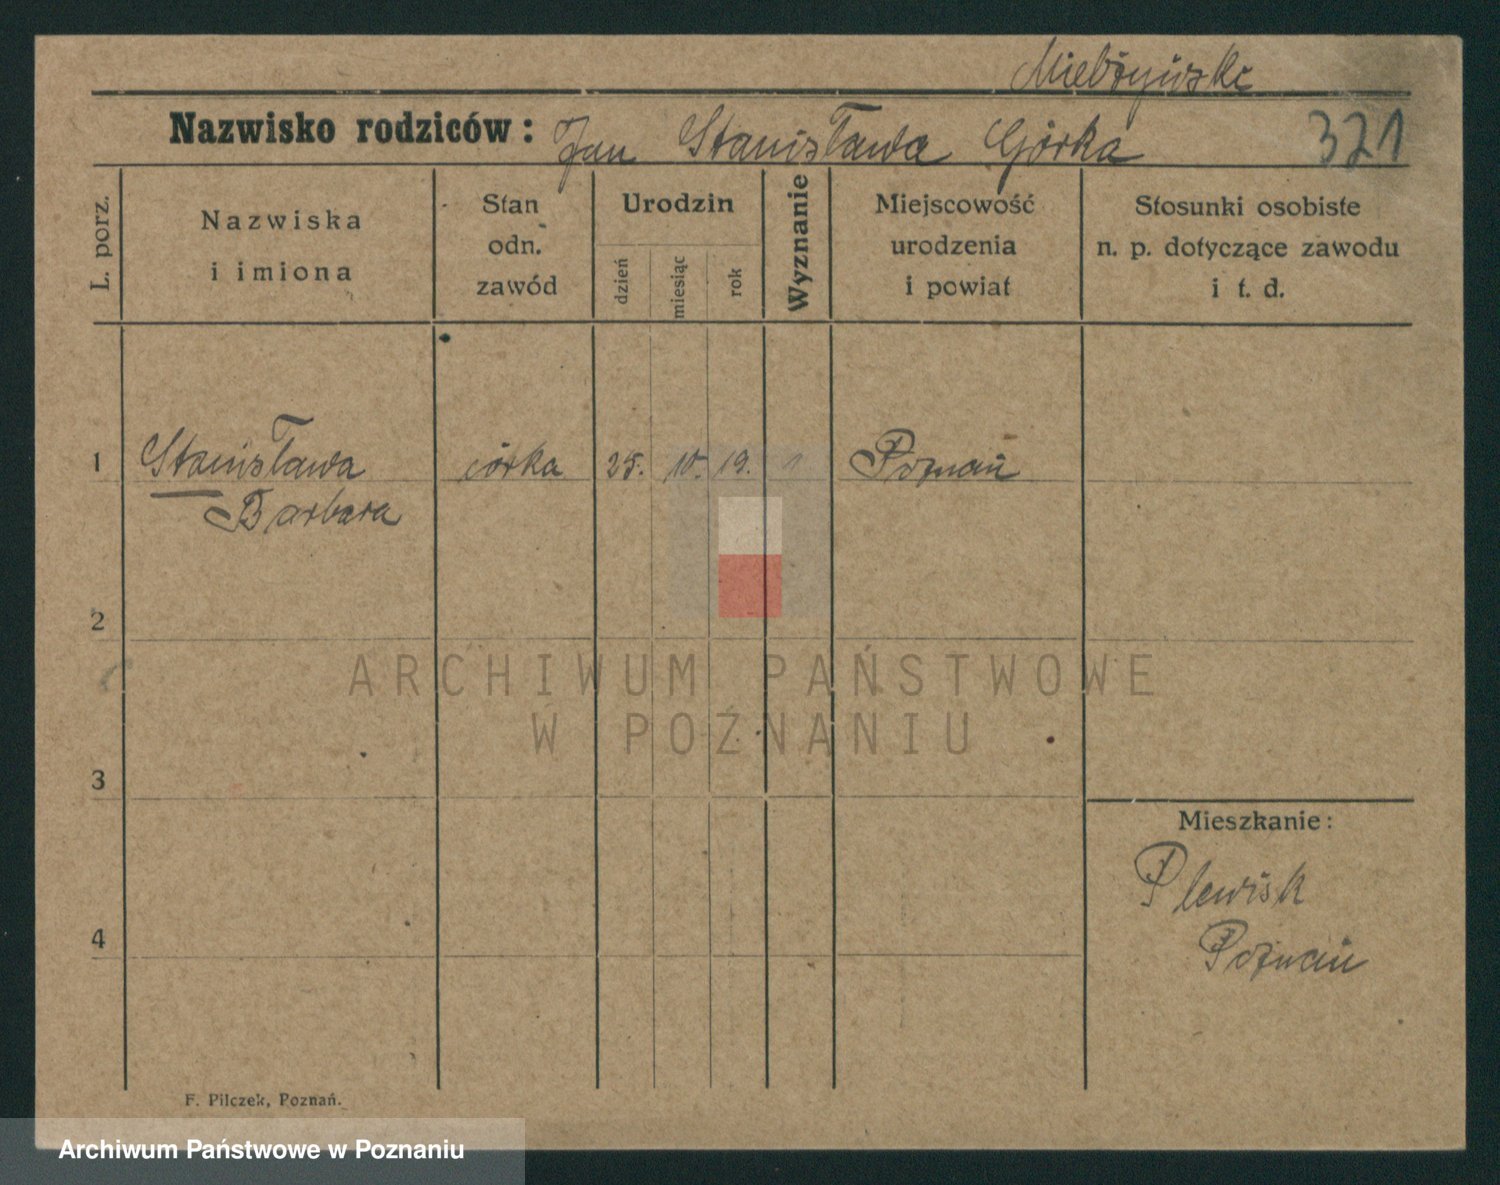 Mielżyński
Nazwisko rodziców: Jan Stanisława Górka 321
L. porz.
Nazwiska
i imiona
Stan
odn.
zawód
Urodzin
dzień
miesiąc
rok
Wyznanie
Miejscowość
urodzenia
i powiat
Stosunki osobiste
n. p. dotyczące zawodu
i t. d.
1 Stanisława córka 25. 10. 19. Poznań
Barbara
2
ARCHIWUM PAŃSTWOWE
W POZNANIU
3
Mieszkanie:
Plewisk
Poznań
4
F. Pilczek, Poznań.
Archiwum Państwowe w Poznaniu